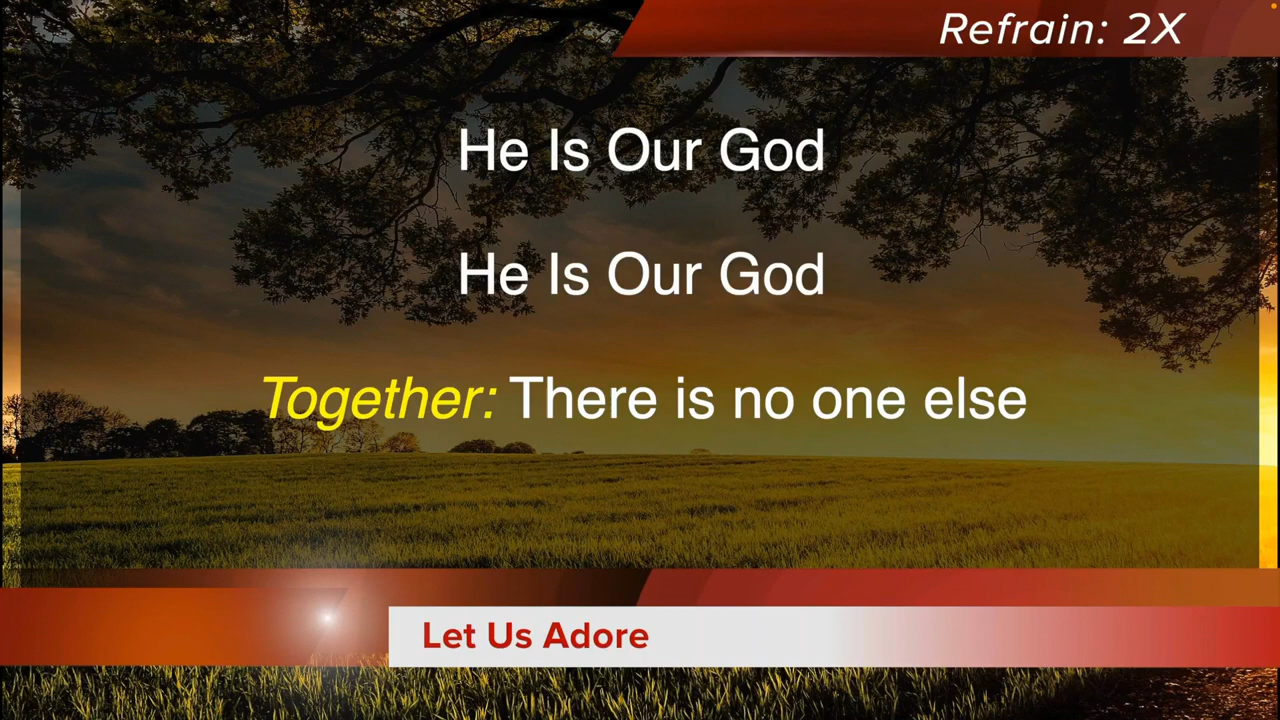 Refrain: 2X
He Is Our God
He Is Our God
Together: There is no one else
Let Us Adore